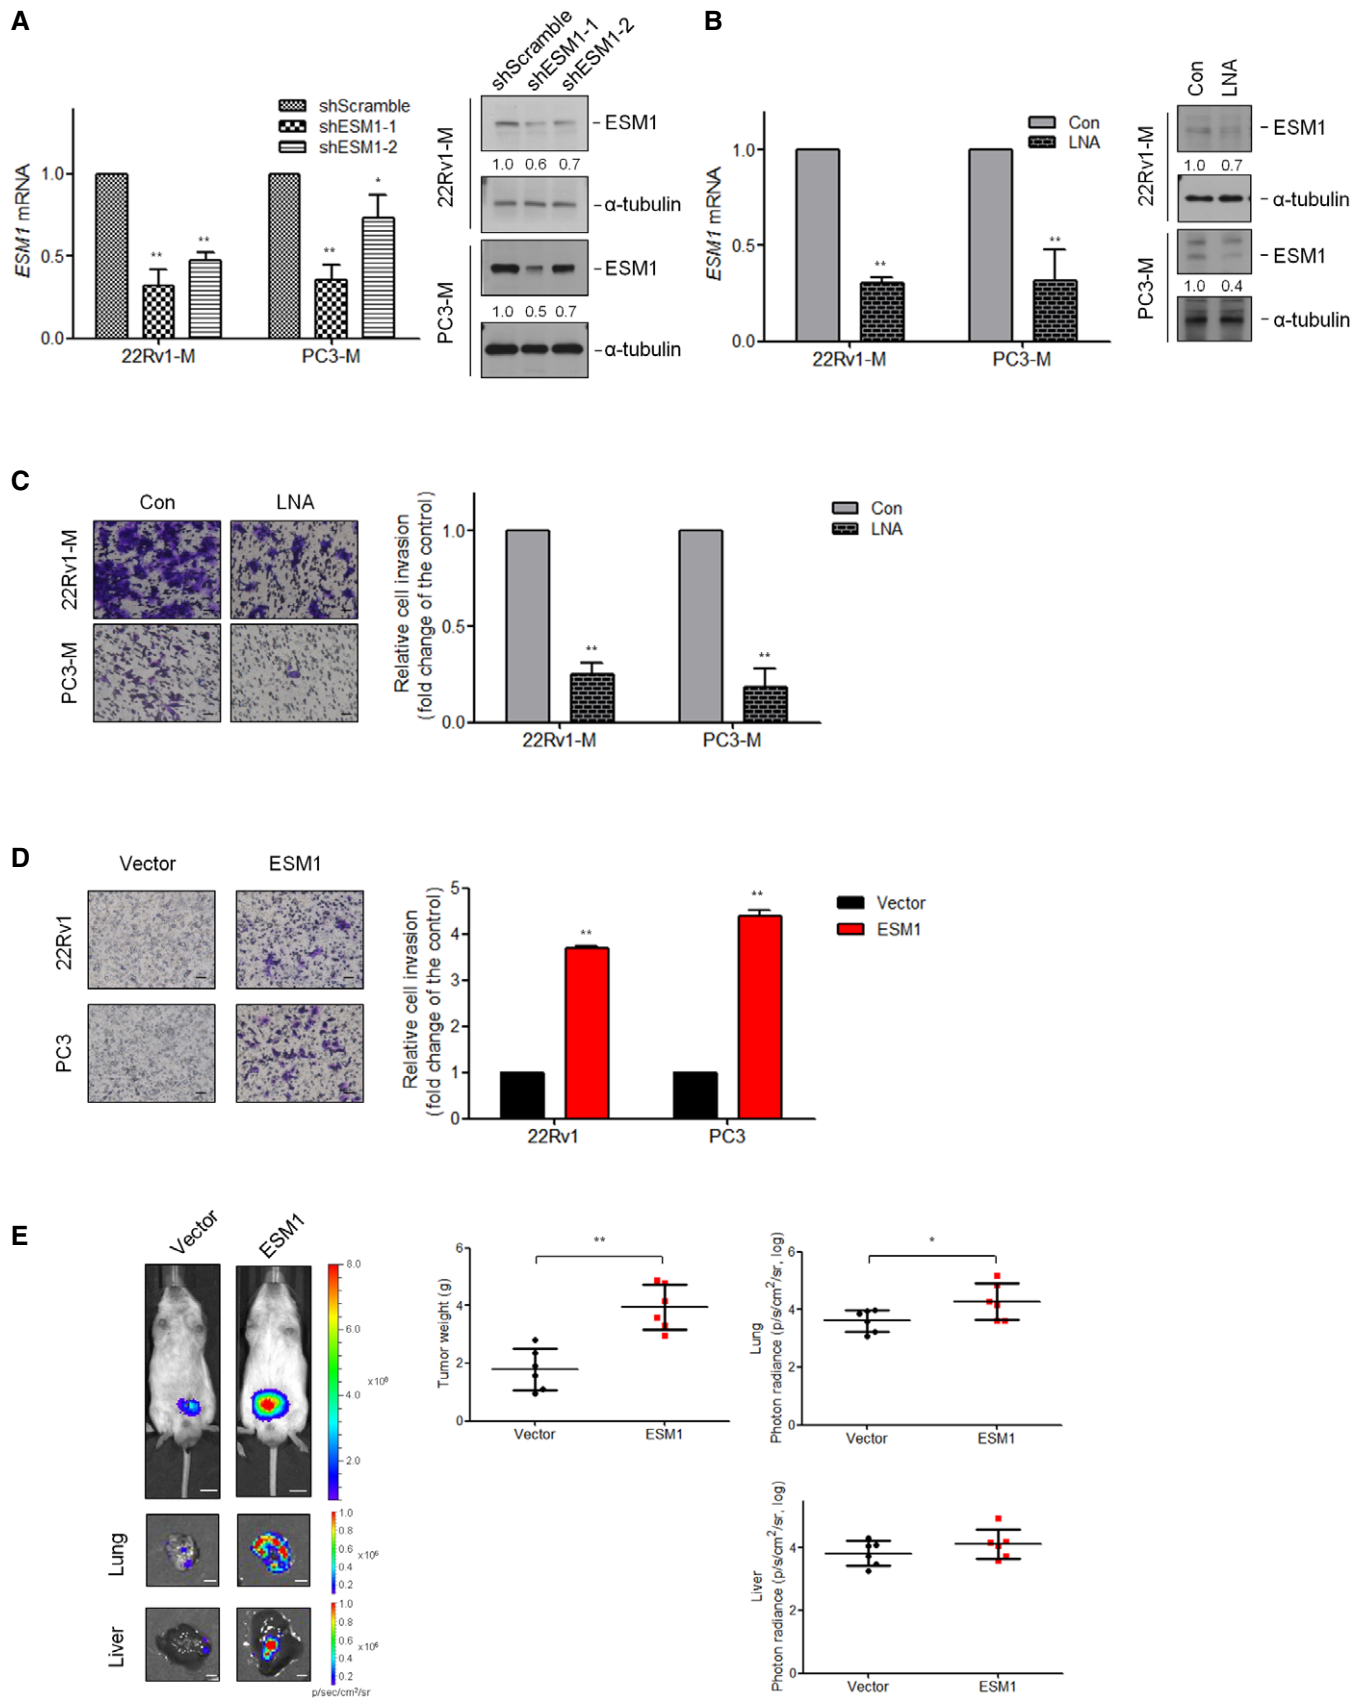 A
shScramble
shESM1-1
shESM1-2
ESM1 mRNA
1.0
0.5
0.0
** ** ** *
22Rv1-M PC3-M
shScramble shESM1-1 shESM1-2
22Rv1-M
- ESM1
1.0 0.6 0.7
- α-tubulin
PC3-M
- ESM1
1.0 0.5 0.7
- α-tubulin
B
Con
LNA
ESM1 mRNA
1.0
0.5
0.0
** **
22Rv1-M PC3-M
Con LNA
22Rv1-M
- ESM1
1.0 0.7
- α-tubulin
PC3-M
- ESM1
1.0 0.4
- α-tubulin
C
Con LNA
22Rv1-M
PC3-M
Relative cell invasion
(fold change of the control)
1.0
0.5
0.0
** **
22Rv1-M PC3-M
Con
LNA
D
Vector ESM1
22Rv1
PC3
Relative cell invasion
(fold change of the control)
5
4
3
2
1
0
** **
22Rv1 PC3
Vector
ESM1
E
Vector ESM1
8.0
6.0
4.0
2.0
x10⁶
Lung
1.0
0.8
0.6
0.4
0.2
x10⁶
Liver
1.0
0.8
0.6
0.4
0.2
x10⁶
p/sec/cm²/sr
Tumor weight (g)
6
4
2
0
**
Vector ESM1
Lung
Photon radiance (p/s/cm²/sr, log)
6
4
2
0
*
Vector ESM1
Liver
Photon radiance (p/s/cm²/sr, log)
4
2
0
Vector ESM1